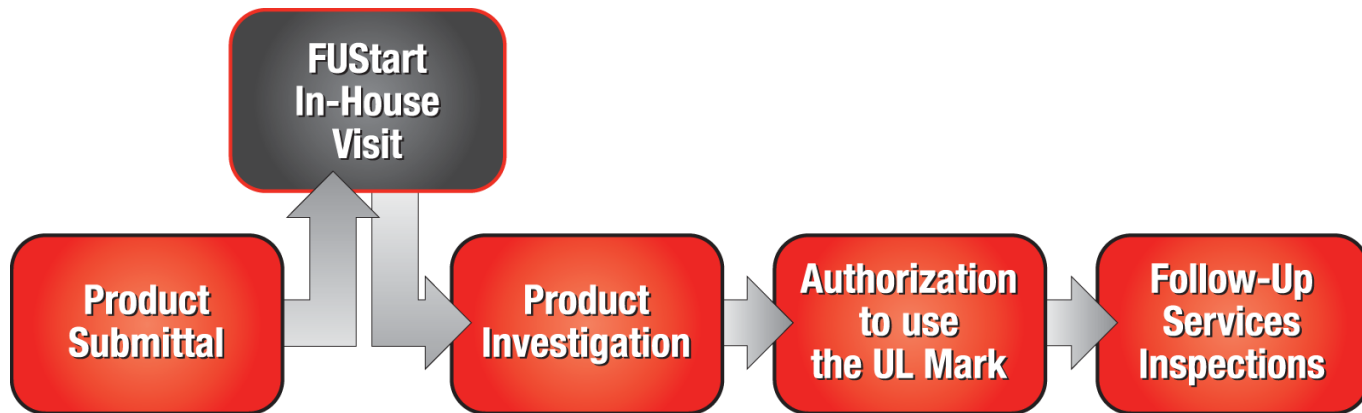 FUStart
In-House
Visit
Product
Submittal
Product
Investigation
Authorization
to use
the UL Mark
Follow-Up
Services
Inspections